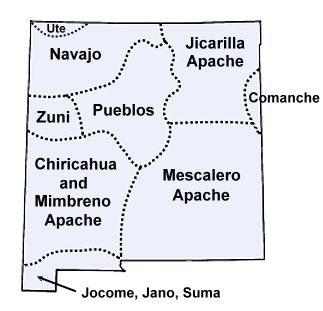 Ute
Navajo
Jicarilla
Apache
Comanche
Zuni
Pueblos
Chiricahua
and
Mimbreno
Apache
Mescalero
Apache
Jocome, Jano, Suma